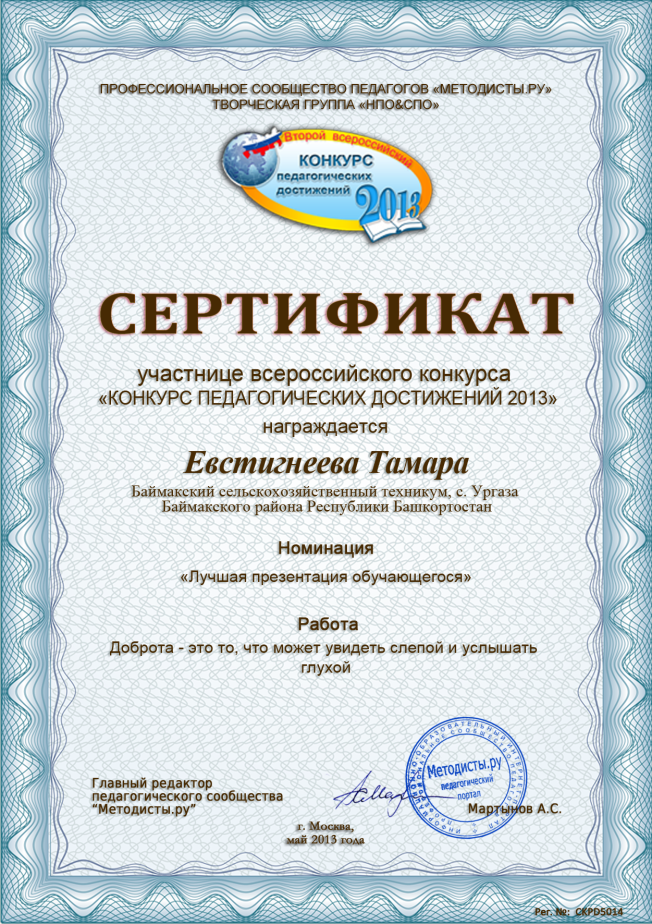 ПРОФЕССИОНАЛЬНОЕ СООБЩЕСТВО ПЕДАГОГОВ «МЕТОДИСТЫ.РУ»
ТВОРЧЕСКАЯ ГРУППА «НПО&СПО»
Второй всероссийский
КОНКУРС
педагогических
достижений
2013
СЕРТИФИКАТ
участнице всероссийского конкурса
«КОНКУРС ПЕДАГОГИЧЕСКИХ ДОСТИЖЕНИЙ 2013»
награждается
Евстигнеева Тамара
Баймакский сельскохозяйственный техникум, с. Ургаза
Баймакского района Республики Башкортостан
Номинация
«Лучшая презентация обучающегося»
Работа
Доброта - это то, что может увидеть слепой и услышать
глухой
Главный редактор
педагогического сообщества
“Методисты.ру”
Методисты.ру
педагогический
портал
Мартынов А.С.
г. Москва,
май 2013 года
Рег. №: CKPD5014